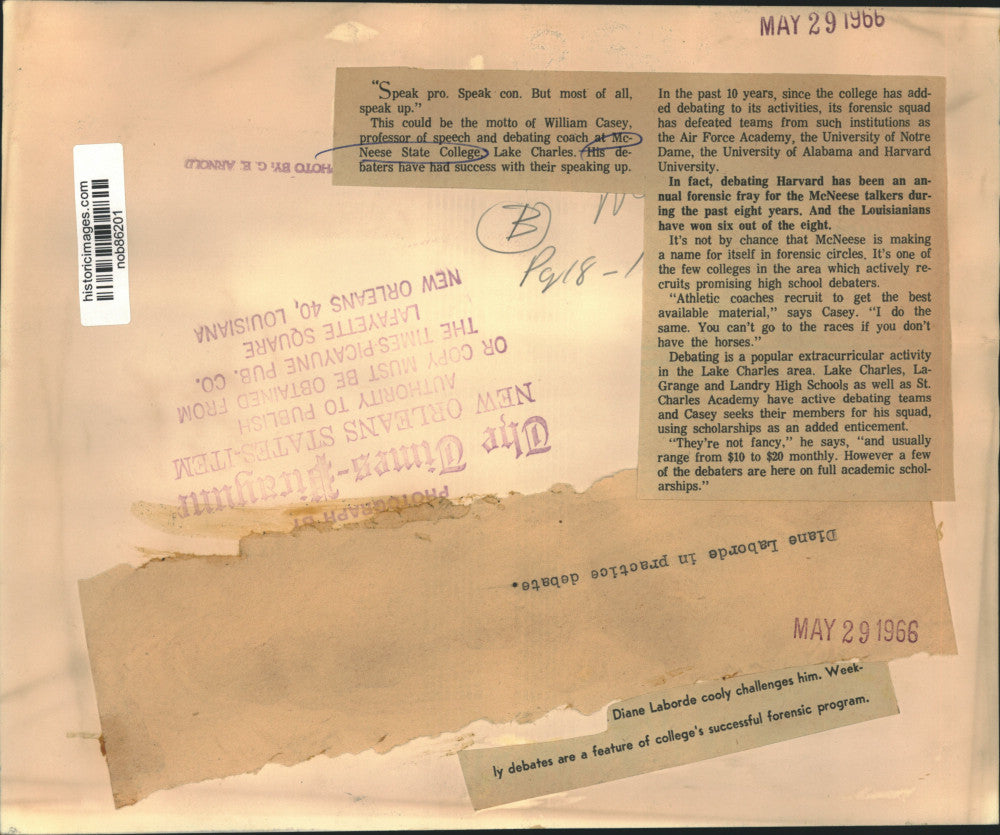 MAY 29 1966
"Speak pro. Speak con. But most of all,
speak up."
This could be the motto of William Casey,
professor of speech and debating coach at Mc-
Neese State College, Lake Charles. His de-
baters have had success with their speaking up.
In the past 10 years, since the college has add-
ed debating to its activities, its forensic squad
has defeated teams from such institutions as
the Air Force Academy, the University of Notre
Dame, the University of Alabama and Harvard
University.
In fact, debating Harvard has been an an-
nual forensic fray for the McNeese talkers dur-
ing the past eight years. And the Louisianians
have won six out of the eight.
It's not by chance that McNeese is making
a name for itself in forensic circles. It's one of
the few colleges in the area which actively re-
cruits promising high school debaters.
"Athletic coaches recruit to get the best
available material," says Casey. "I do the
same. You can't go to the races if you don't
have the horses."
Debating is a popular extracurricular activity
in the Lake Charles area. Lake Charles, La-
Grange and Landry High Schools as well as St.
Charles Academy have active debating teams
and Casey seeks their members for his squad,
using scholarships as an added enticement.
"They're not fancy," he says, "and usually
range from $10 to $20 monthly. However a few
of the debaters are here on full academic schol-
arships."
PHOTO BY: G. E. ARNOLD
historicimages.com
nob86201
B
Pg 18 - 1
PHOTOGRAPH BY
The Times-Picayune
NEW ORLEANS STATES-ITEM
AUTHORITY TO PUBLISH
OR COPY MUST BE OBTAINED FROM
THE TIMES-PICAYUNE PUB. CO.
LAFAYETTE SQUARE
NEW ORLEANS 40, LOUISIANA
Diane Laborde in practice debate.
MAY 29 1966
Diane Laborde cooly challenges him. Week-
ly debates are a feature of college's successful forensic program.